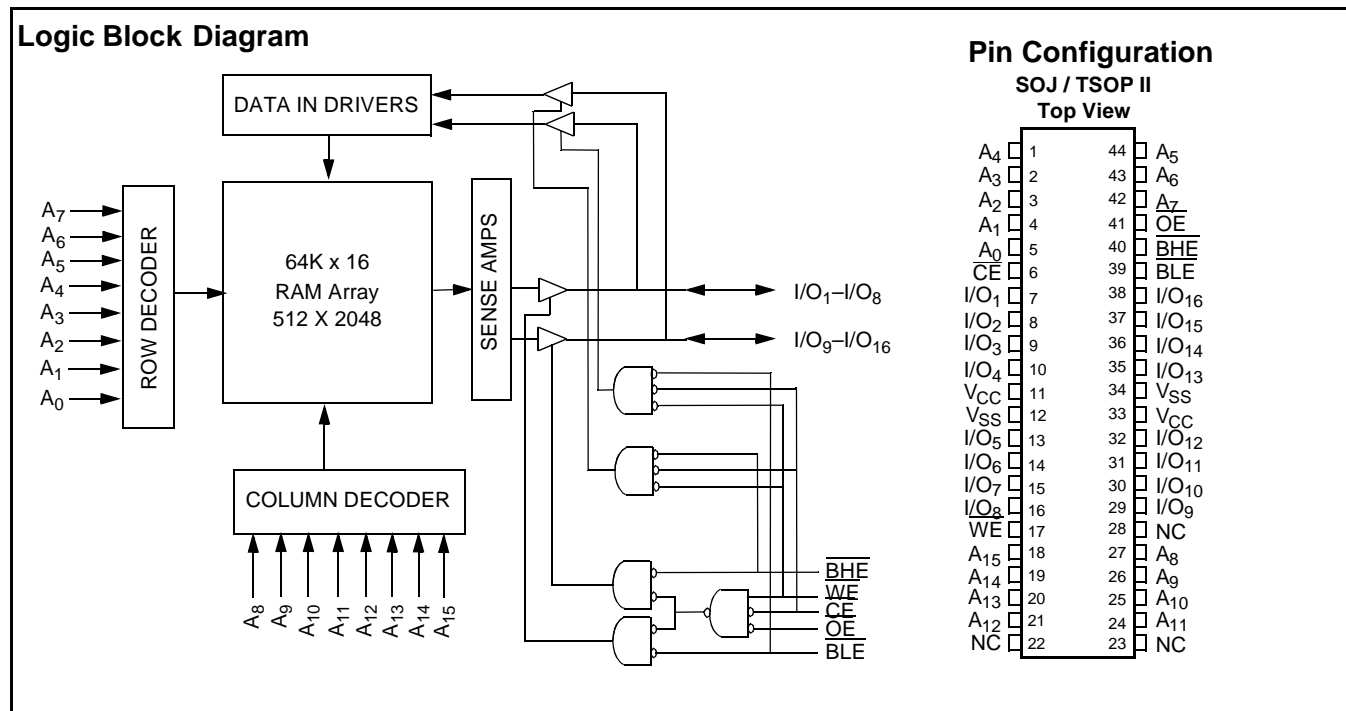 Logic Block Diagram
DATA IN DRIVERS
A7
A6
A5
A4
A3
A2
A1
A0
ROW DECODER
64K x 16
RAM Array
512 X 2048
SENSE AMPS
I/O1–I/O8
I/O9–I/O16
COLUMN DECODER
A8
A9
A10
A11
A12
A13
A14
A15
BHE
WE
CE
OE
BLE
Pin Configuration
SOJ / TSOP II
Top View
A4 1 44 A5
A3 2 43 A6
A2 3 42 A7
A1 4 41 OE
A0 5 40 BHE
CE 6 39 BLE
I/O1 7 38 I/O16
I/O2 8 37 I/O15
I/O3 9 36 I/O14
I/O4 10 35 I/O13
VCC 11 34 VSS
VSS 12 33 VCC
I/O5 13 32 I/O12
I/O6 14 31 I/O11
I/O7 15 30 I/O10
I/O8 16 29 I/O9
WE 17 28 NC
A15 18 27 A8
A14 19 26 A9
A13 20 25 A10
A12 21 24 A11
NC 22 23 NC